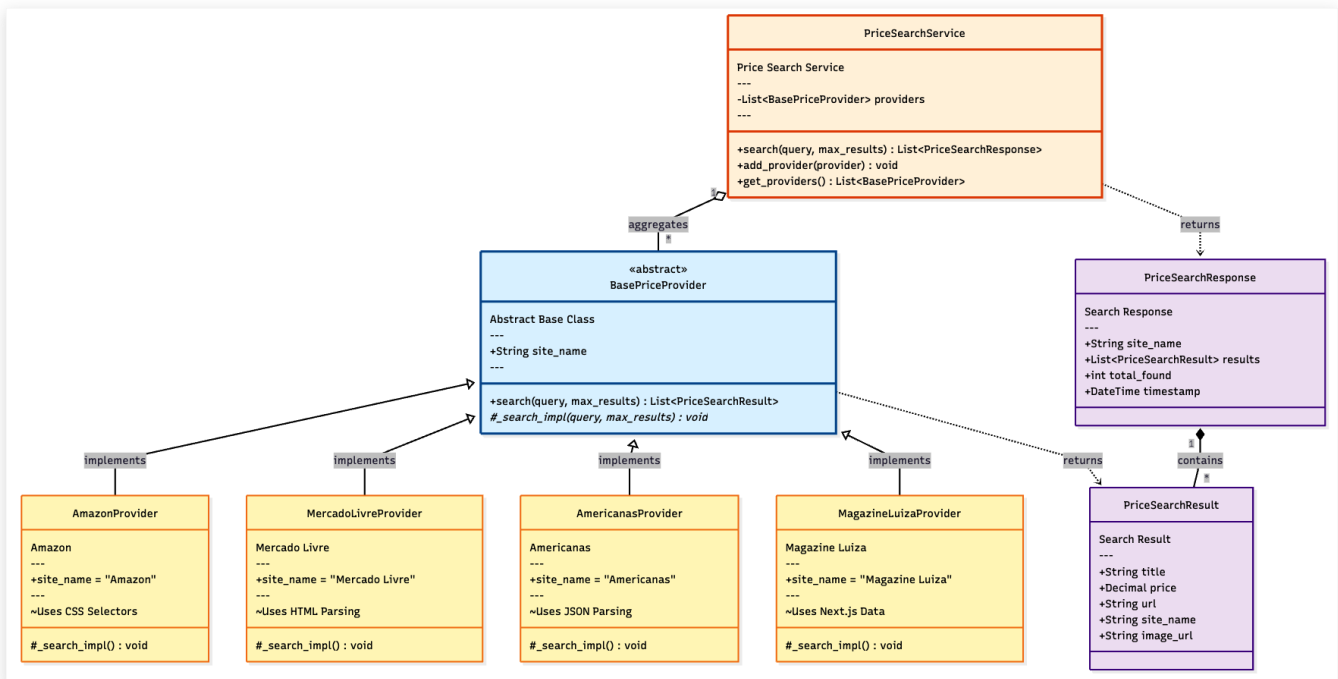 PriceSearchService
Price Search Service
---
-List<BasePriceProvider> providers
---
+search(query, max_results) : List<PriceSearchResponse>
+add_provider(provider) : void
+get_providers() : List<BasePriceProvider>
1
aggregates
*
returns
«abstract»
BasePriceProvider
Abstract Base Class
---
+String site_name
---
+search(query, max_results) : List<PriceSearchResult>
#_search_impl(query, max_results) : void
PriceSearchResponse
Search Response
---
+String site_name
+List<PriceSearchResult> results
+int total_found
+DateTime timestamp
1
contains
*
implements
implements
implements
implements
returns
AmazonProvider
Amazon
---
+site_name = "Amazon"
---
~Uses CSS Selectors
#_search_impl() : void
MercadoLivreProvider
Mercado Livre
---
+site_name = "Mercado Livre"
---
~Uses HTML Parsing
#_search_impl() : void
AmericanasProvider
Americanas
---
+site_name = "Americanas"
---
~Uses JSON Parsing
#_search_impl() : void
MagazineLuizaProvider
Magazine Luiza
---
+site_name = "Magazine Luiza"
---
~Uses Next.js Data
#_search_impl() : void
PriceSearchResult
Search Result
---
+String title
+Decimal price
+String url
+String site_name
+String image_url